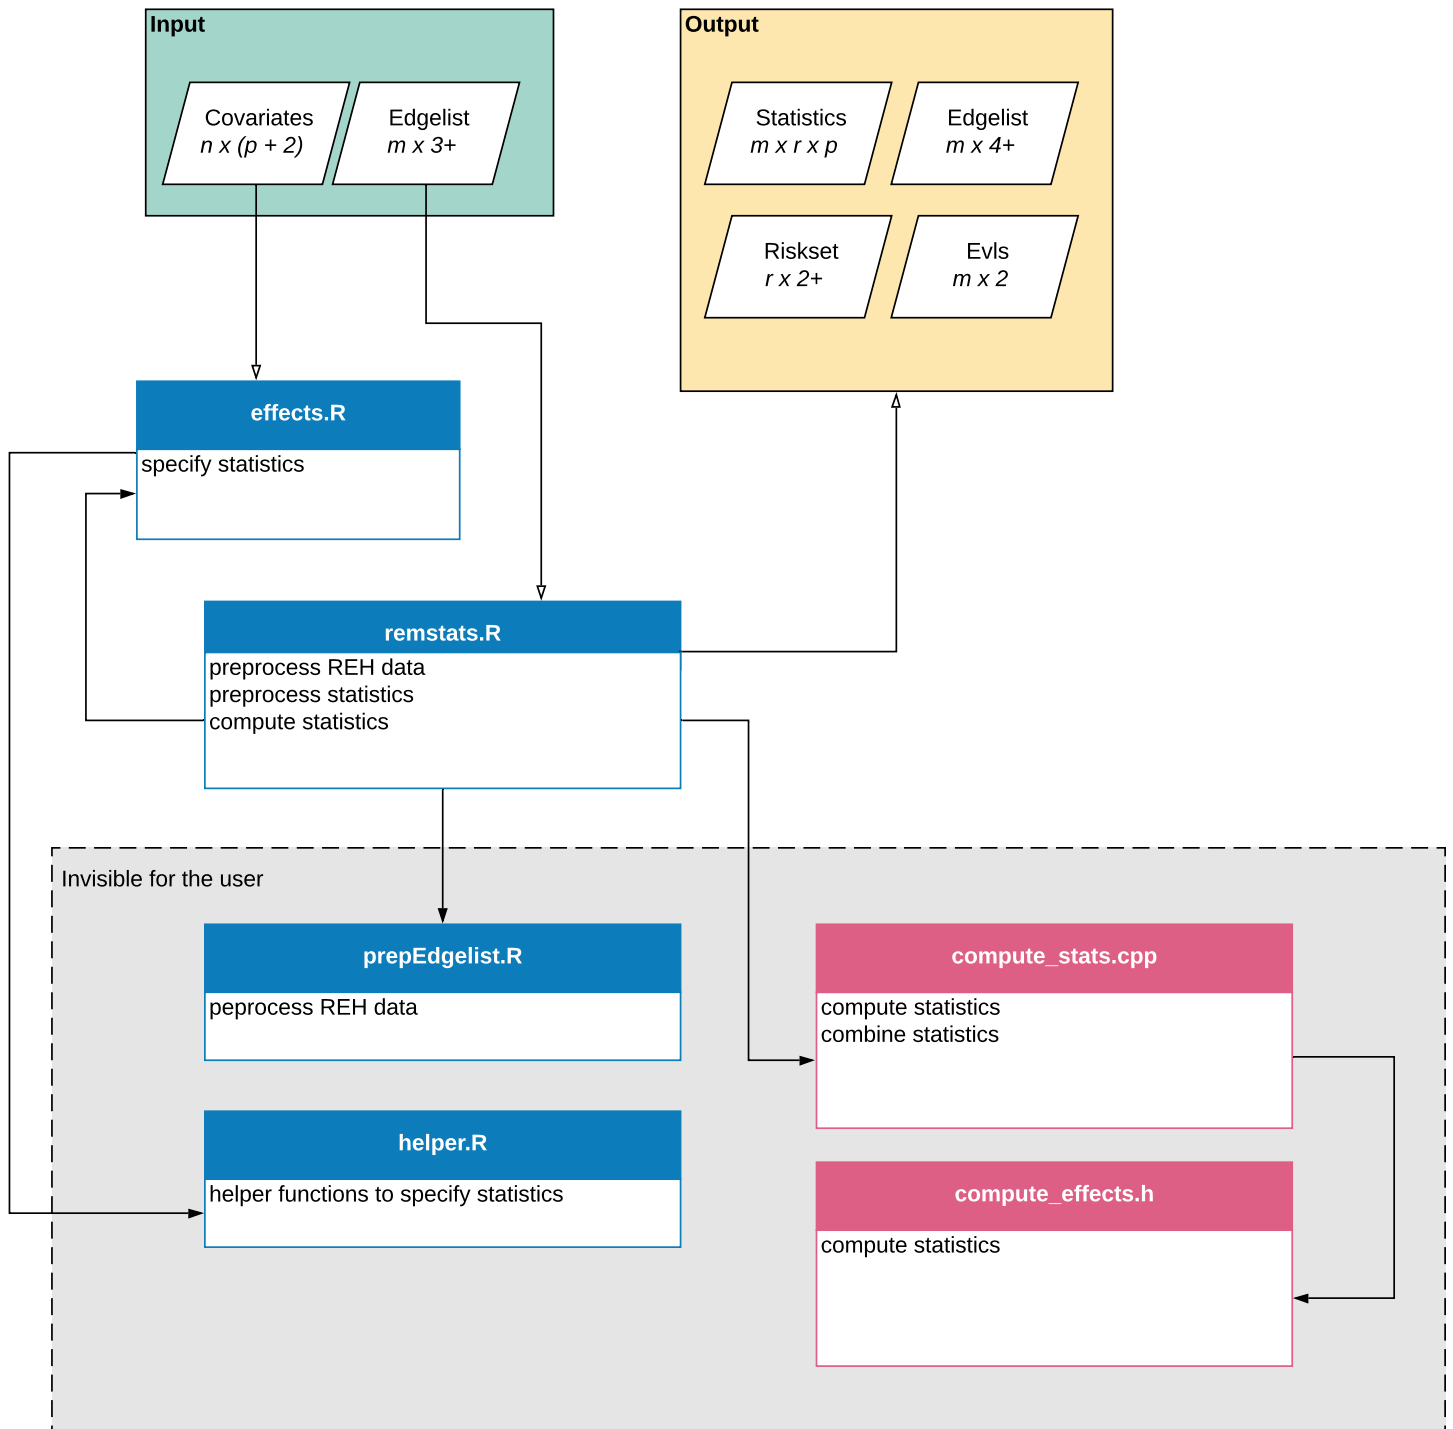 Input
Covariates
n x (p + 2)
Edgelist
m x 3+
Output
Statistics
m x r x p
Edgelist
m x 4+
Riskset
r x 2+
Evls
m x 2
effects.R
specify statistics
remstats.R
preprocess REH data
preprocess statistics
compute statistics
Invisible for the user
prepEdgelist.R
peprocess REH data
compute_stats.cpp
compute statistics
combine statistics
helper.R
helper functions to specify statistics
compute_effects.h
compute statistics